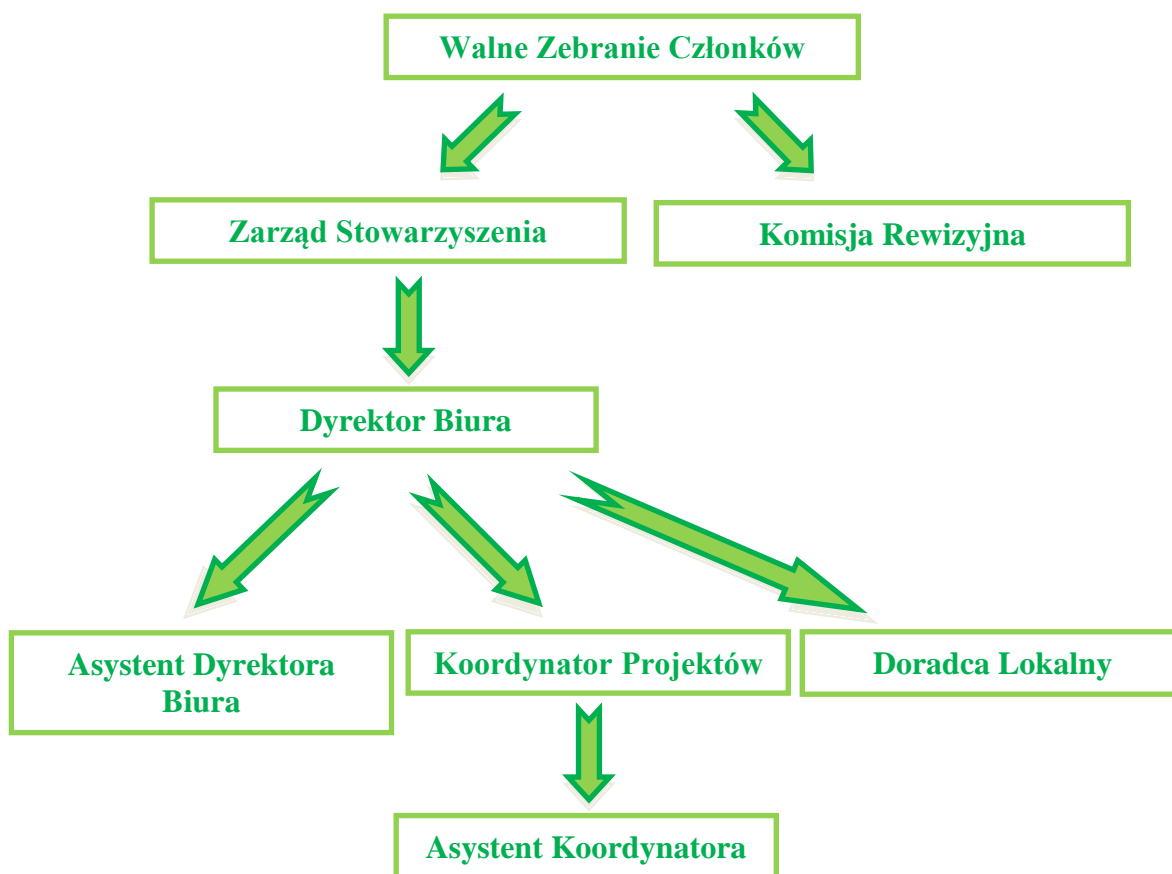 Walne Zebranie Członków
Zarząd Stowarzyszenia
Komisja Rewizyjna
Dyrektor Biura
Asystent Dyrektora
Biura
Koordynator Projektów
Doradca Lokalny
Asystent Koordynatora